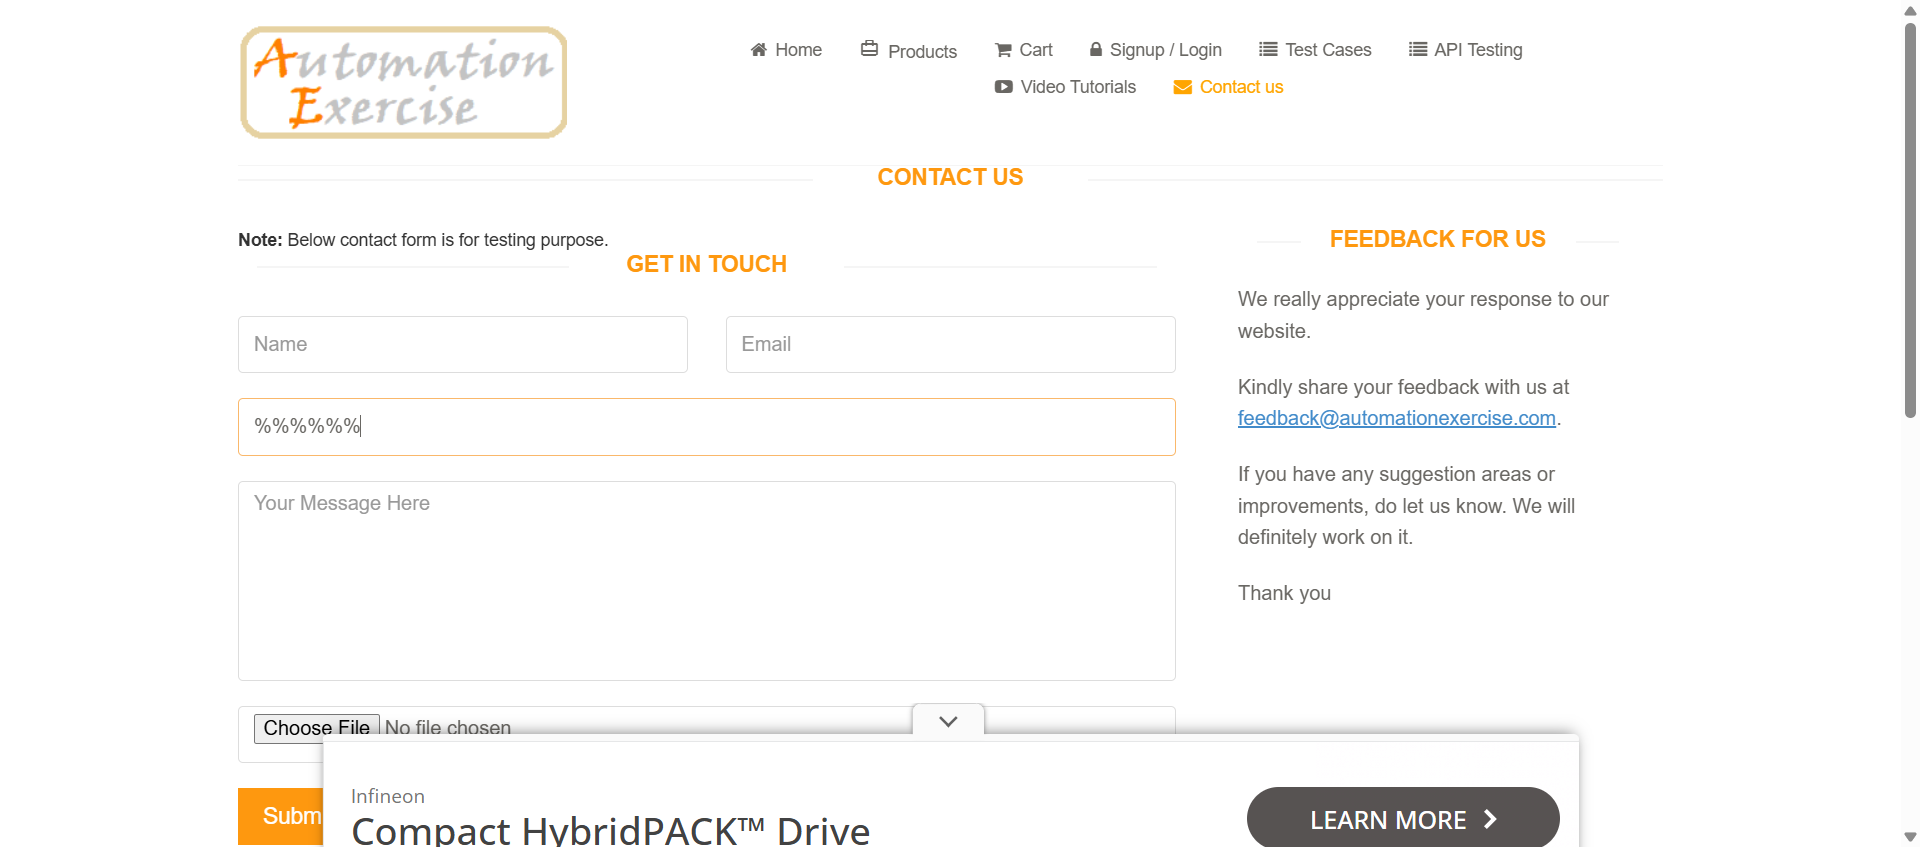 Automation
Exercise
Home
Products
Cart
Signup / Login
Test Cases
API Testing
Video Tutorials
Contact us
CONTACT US
Note: Below contact form is for testing purpose.
GET IN TOUCH
Name
Email
%%%%%%
Your Message Here
Choose File No file chosen
Subm
FEEDBACK FOR US
We really appreciate your response to our
website.
Kindly share your feedback with us at
feedback@automationexercise.com.
If you have any suggestion areas or
improvements, do let us know. We will
definitely work on it.
Thank you
Infineon
Compact HybridPACK™ Drive
LEARN MORE